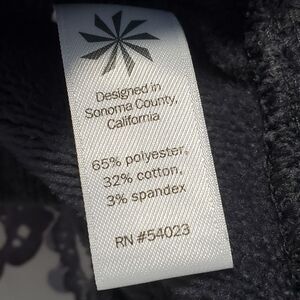 Designed in
Sonoma County,
California
65% polyester,
32% cotton,
3% spandex
RN #54023